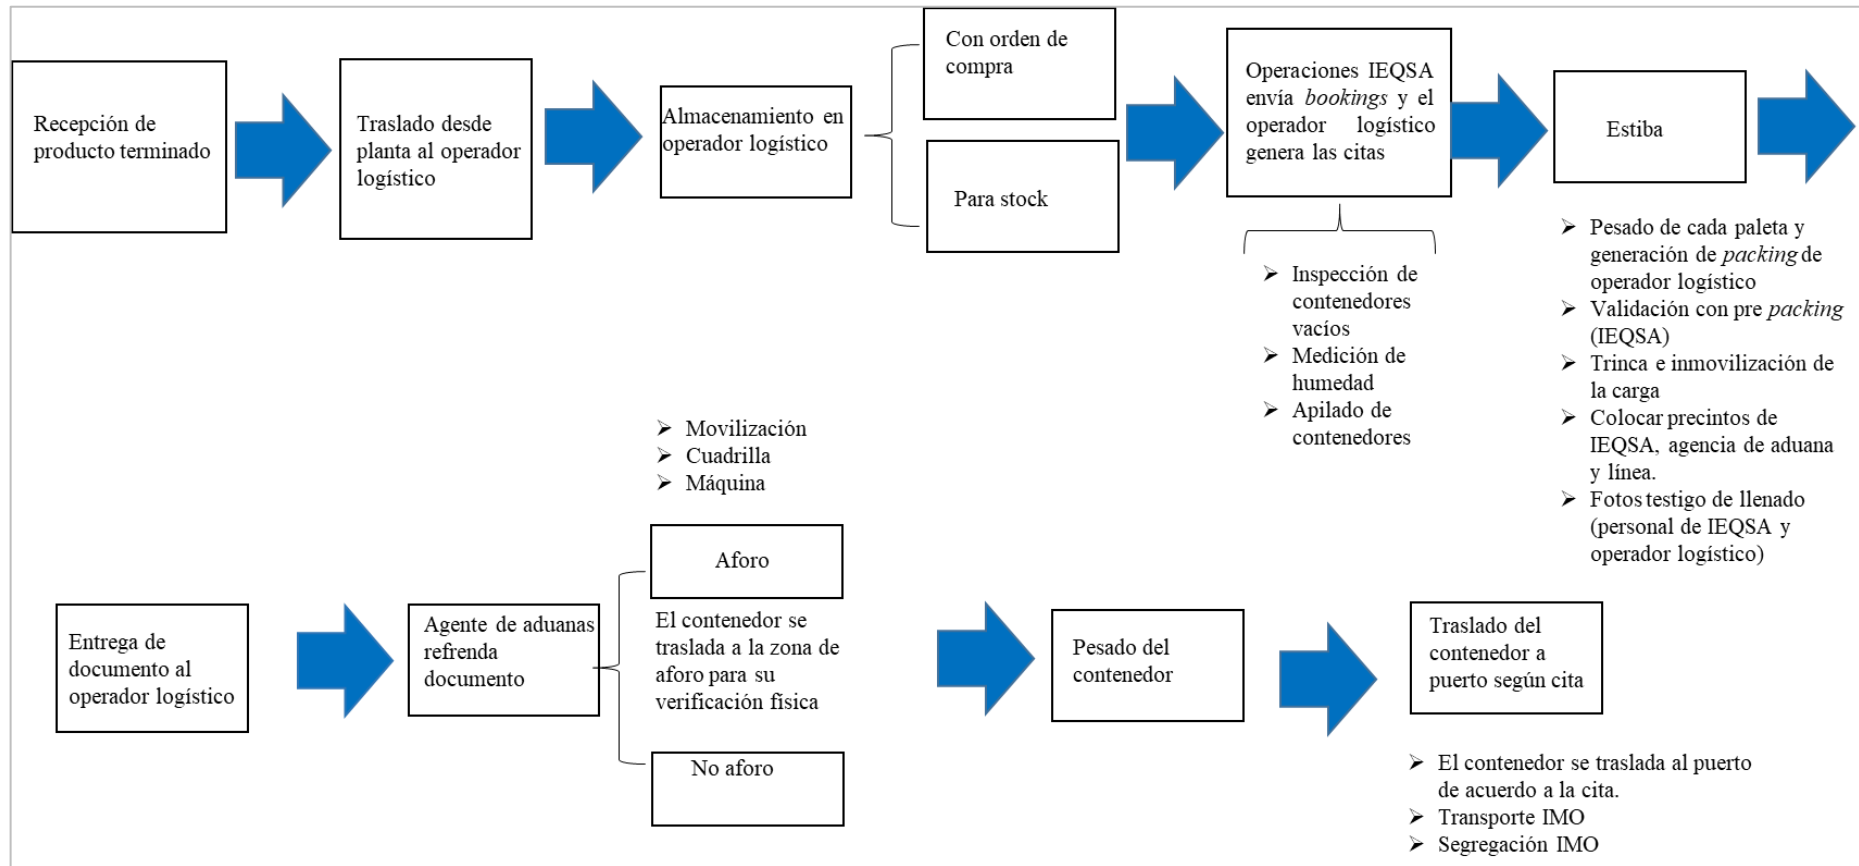 Recepción de
producto terminado
Traslado desde
planta al operador
logístico
Almacenamiento en
operador logístico
Con orden de
compra
Para stock
Operaciones IEQSA
envía bookings y el
operador logístico
genera las citas
Inspección de
contenedores
vacíos
Medición de
humedad
Apilado de
contenedores
Estiba
Pesado de cada paleta y
generación de packing de
operador logístico
Validación con pre packing
(IEQSA)
Trinca e inmovilización de
la carga
Colocar precintos de
IEQSA, agencia de aduana
y línea.
Fotos testigo de llenado
(personal de IEQSA y
operador logístico)
Entrega de
documento al
operador logístico
Agente de aduanas
refrenda
documento
Movilización
Cuadrilla
Máquina
Aforo
El contenedor se
traslada a la zona de
aforo para su
verificación física
No aforo
Pesado del
contenedor
Traslado del
contenedor a
puerto según cita
El contenedor se traslada al puerto
de acuerdo a la cita.
Transporte IMO
Segregación IMO